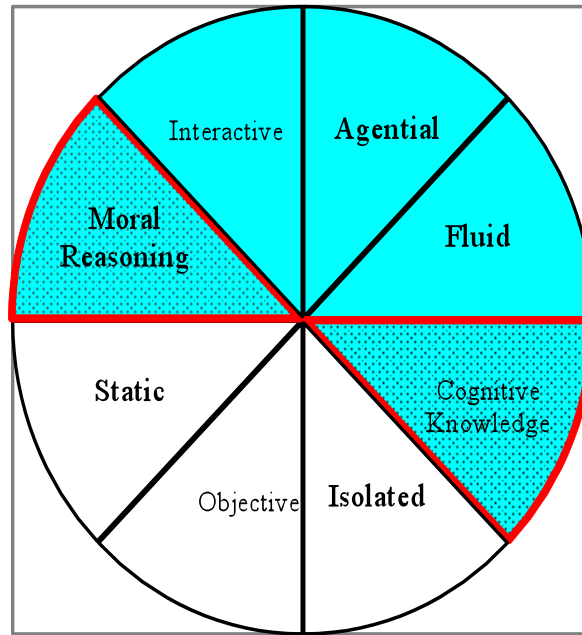 Interactive
Agential
Moral
Reasoning
Fluid
Static
Cognitive
Knowledge
Objective
Isolated